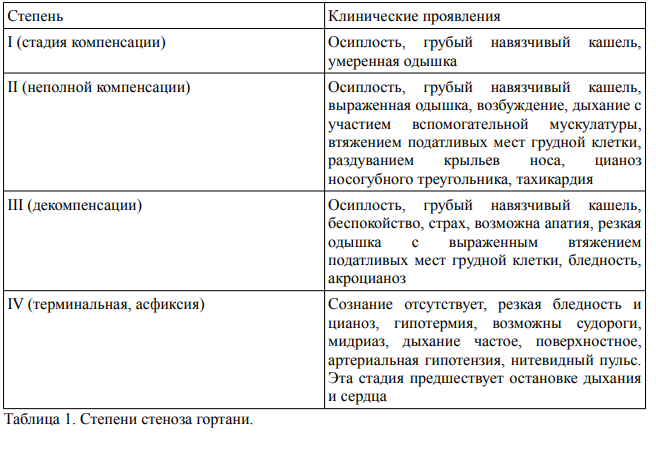 Степень
Клинические проявления
I (стадия компенсации)
Осиплость, грубый навязчивый кашель,
умеренная одышка
II (неполной компенсации)
Осиплость, грубый навязчивый кашель,
выраженная одышка, возбуждение, дыхание с
участием вспомогательной мускулатуры,
втяжением податливых мест грудной клетки,
раздуванием крыльев носа, цианоз
носогубного треугольника, тахикардия
III (декомпенсации)
Осиплость, грубый навязчивый кашель,
беспокойство, страх, возможна апатия, резкая
одышка с выраженным втяжением
податливых мест грудной клетки, бледность,
акроцианоз
IV (терминальная, асфиксия)
Сознание отсутствует, резкая бледность и
цианоз, гипотермия, возможны судороги,
мидриаз, дыхание частое, поверхностное,
артериальная гипотензия, нитевидный пульс.
Эта стадия предшествует остановке дыхания
и сердца
Таблица 1. Степени стеноза гортани.